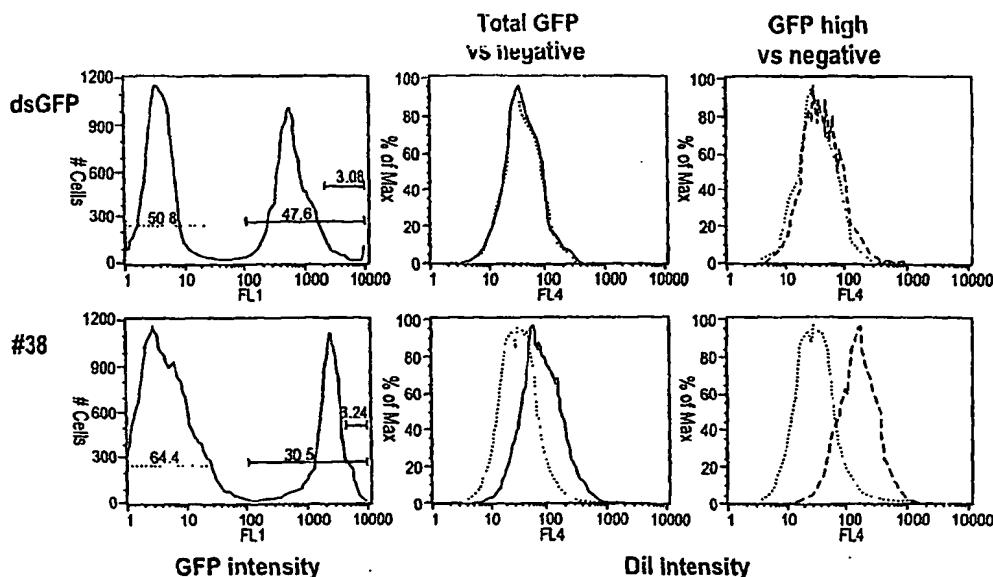 Total GFP
vs negative
GFP high
vs negative
dsGFP
# Cells
1200
900
600
300
0
50.8
47.6
3.08
1 10 100 1000 10000
FL1
% of Max
100
80
60
40
20
0
1 10 100 1000 10000
FL4
% of Max
100
80
60
40
20
0
1 10 100 1000 10000
FL4
#38
# Cells
1200
900
600
300
0
64.4
30.5
3.24
1 10 100 1000 10000
FL1
% of Max
100
80
60
40
20
0
1 10 100 1000 10000
FL4
% of Max
100
80
60
40
20
0
1 10 100 1000 10000
FL4
GFP intensity
DiI intensity